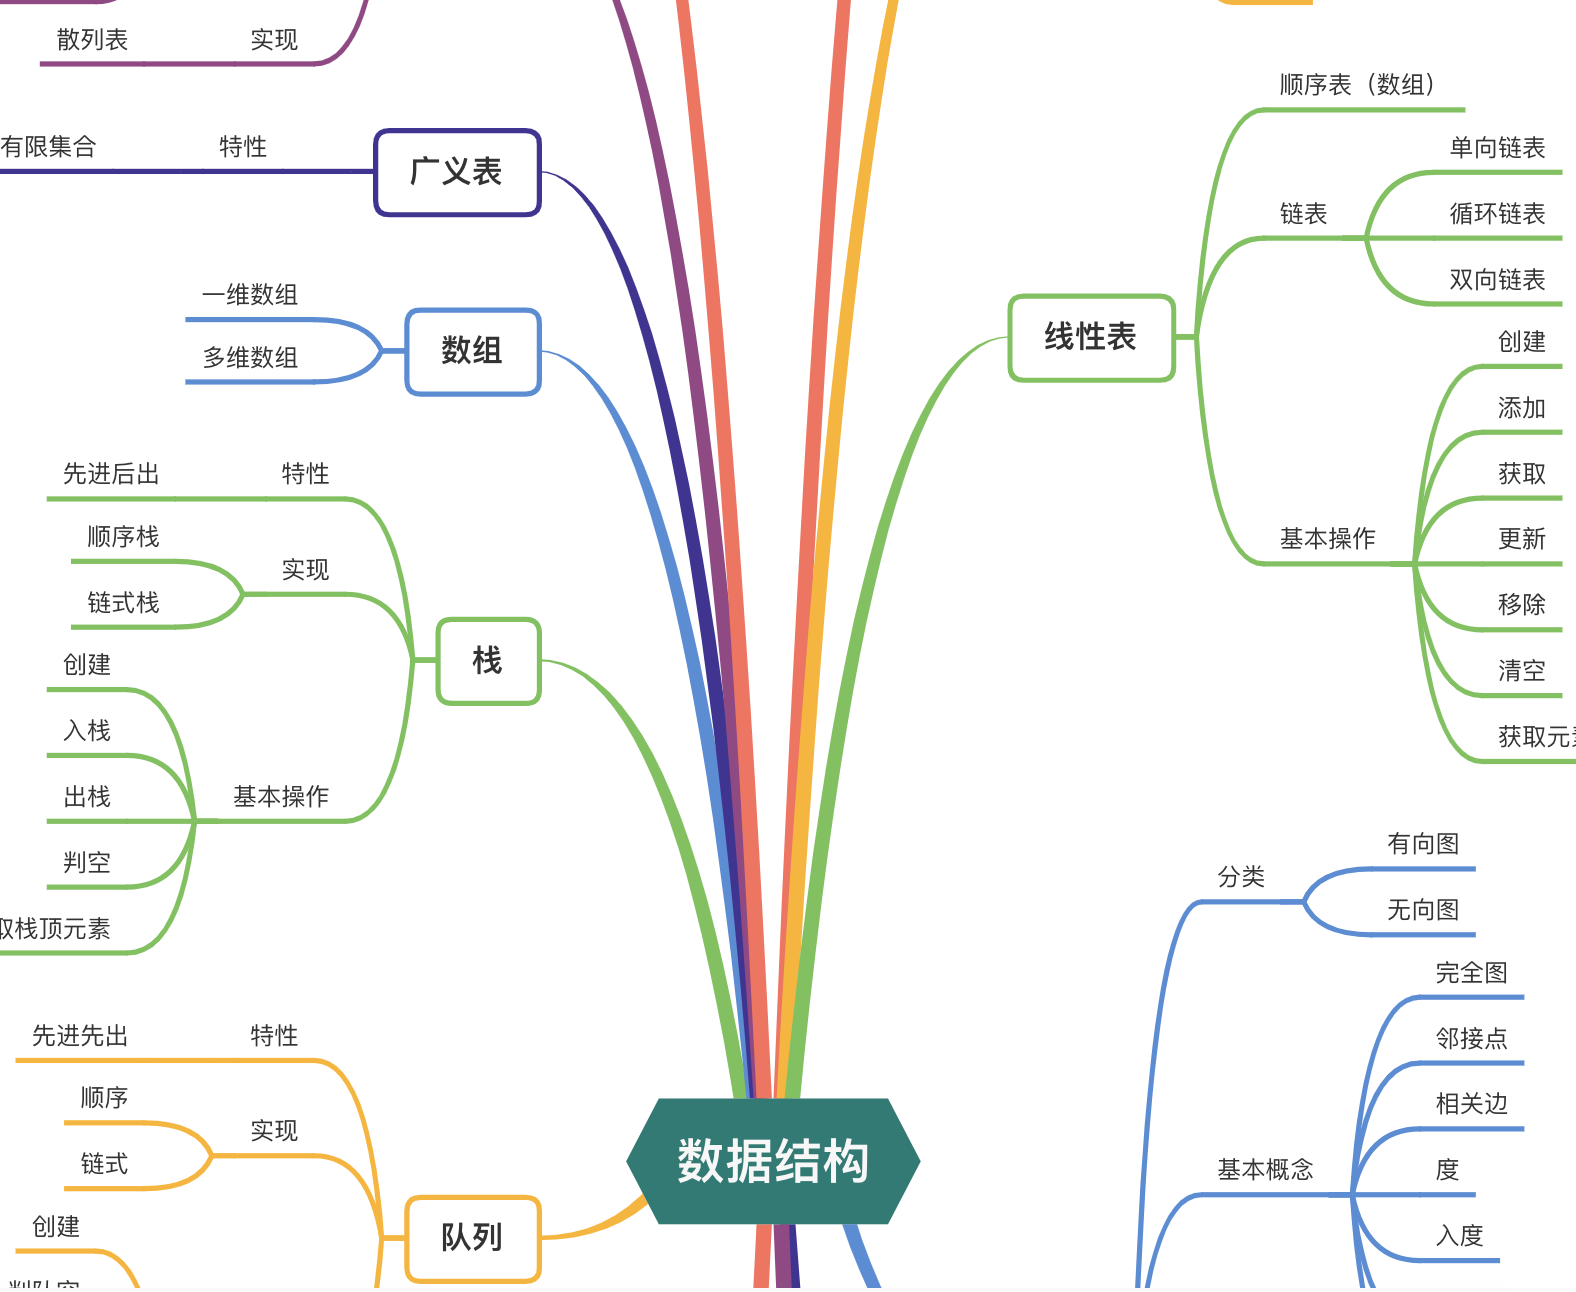 散列表
实现
有限集合
特性
广义表
一维数组
多维数组
数组
先进后出
特性
顺序栈
链式栈
实现
栈
创建
入栈
出栈
判空
取栈顶元素
基本操作
先进先出
特性
顺序
链式
实现
创建
队列
数据结构
顺序表（数组）
单向链表
链表
循环链表
双向链表
线性表
创建
添加
获取
基本操作
更新
移除
清空
获取元素
有向图
分类
无向图
完全图
邻接点
相关边
基本概念
度
入度